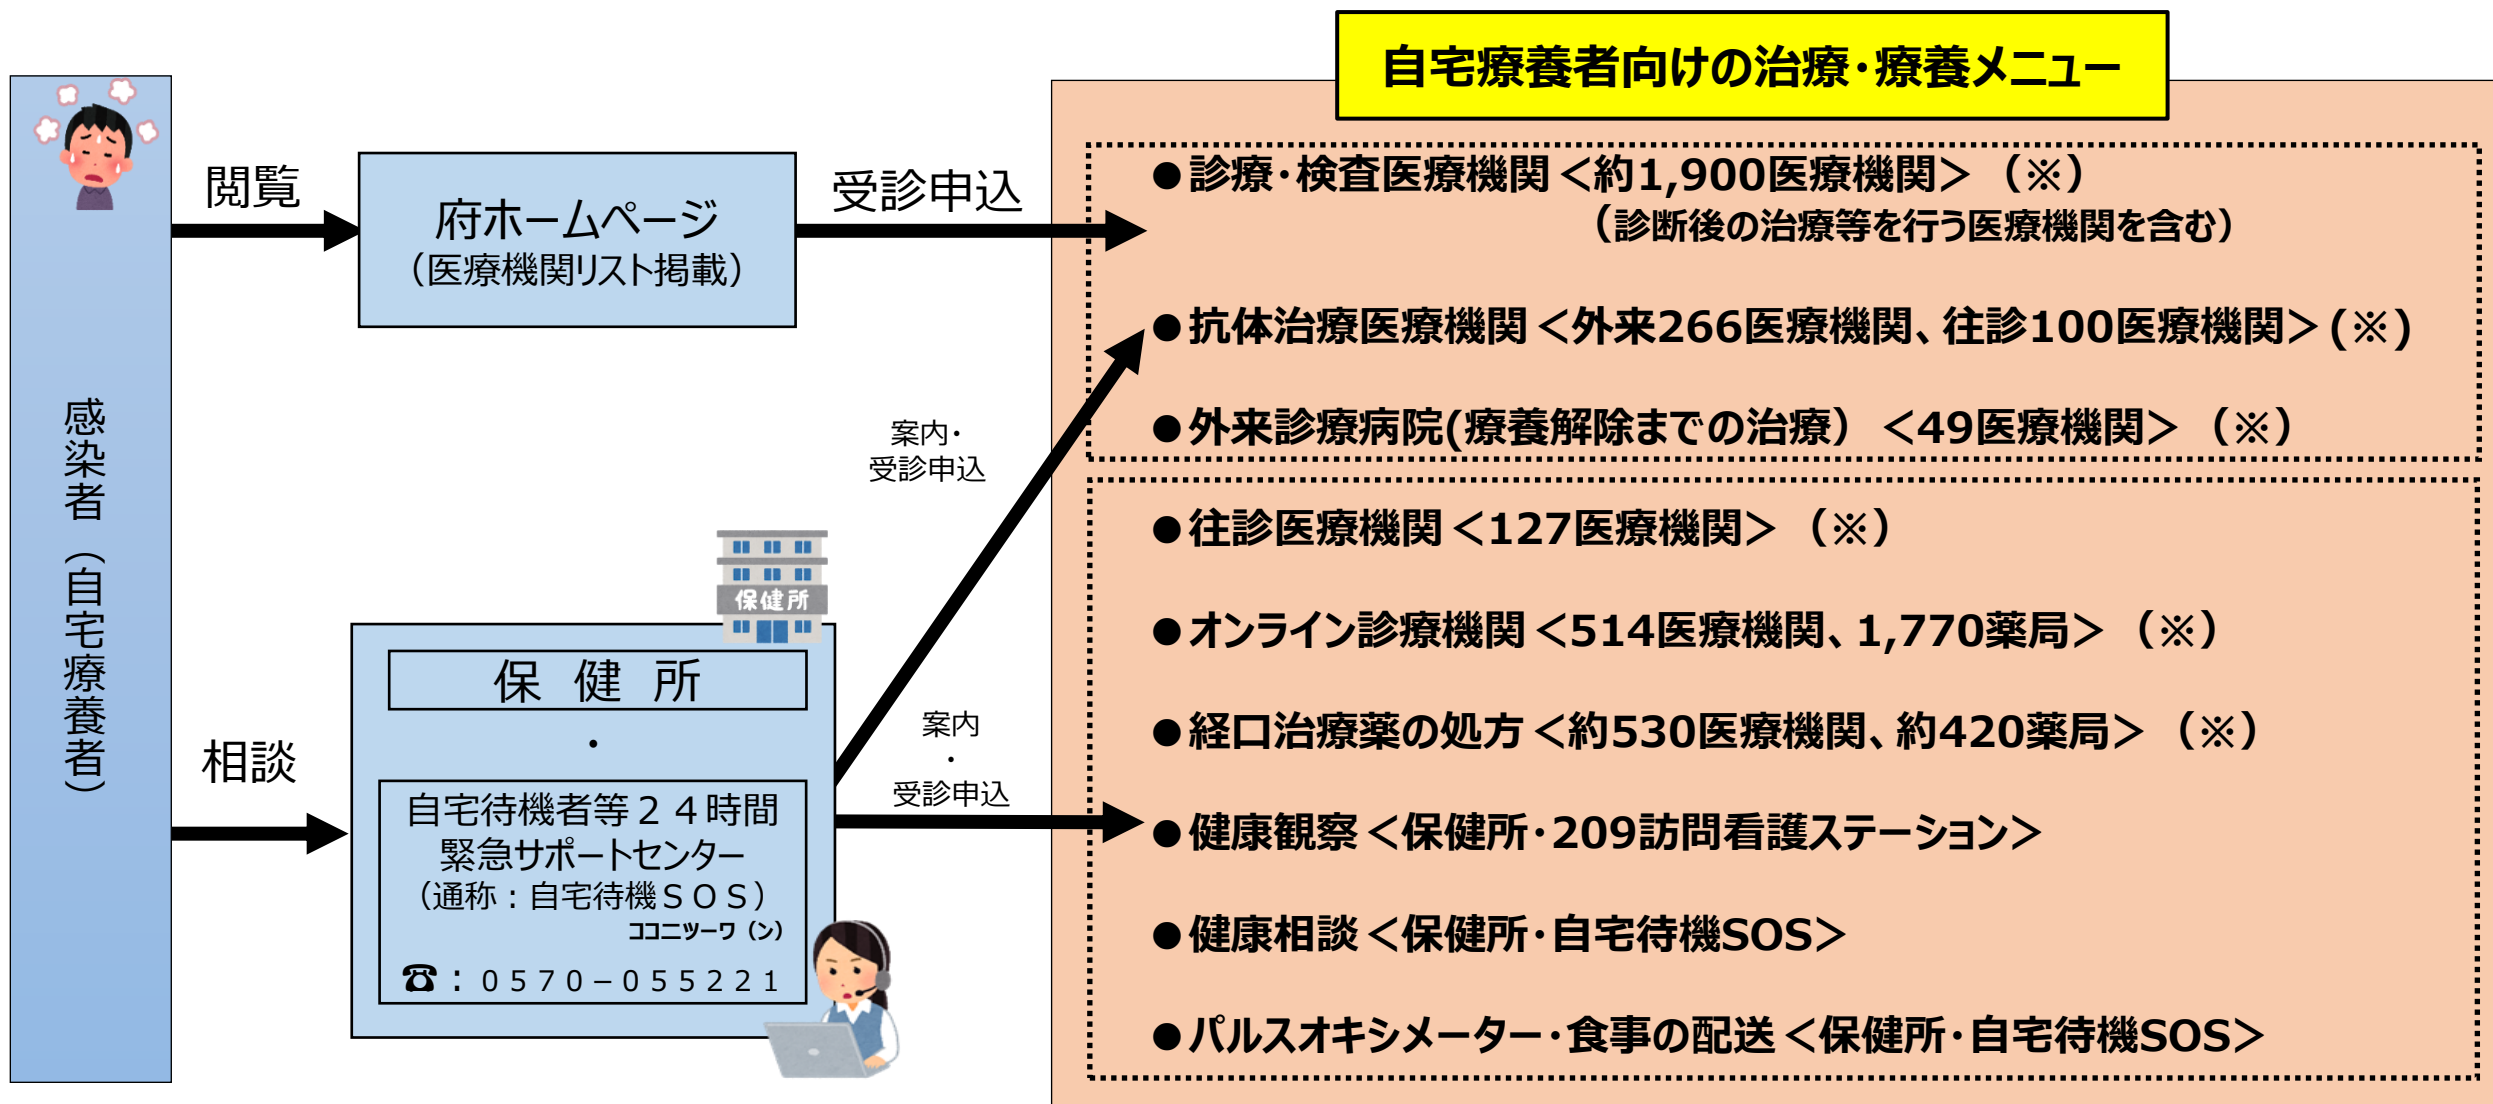 自宅療養者向けの治療・療養メニュー
感染者（自宅療養者）
閲覧
府ホームページ
（医療機関リスト掲載）
受診申込
●診療・検査医療機関＜約1,900医療機関＞（※）
（診断後の治療等を行う医療機関を含む）
●抗体治療医療機関＜外来266医療機関、往診100医療機関＞(※)
●外来診療病院(療養解除までの治療）＜49医療機関＞（※）
案内・
受診申込
●往診医療機関＜127医療機関＞（※）
●オンライン診療機関＜514医療機関、1,770薬局＞（※）
●経口治療薬の処方＜約530医療機関、約420薬局＞（※）
●健康観察＜保健所・209訪問看護ステーション＞
●健康相談＜保健所・自宅待機SOS＞
●パルスオキシメーター・食事の配送＜保健所・自宅待機SOS＞
案内
・
受診申込
相談
保健所
保　健　所
・
自宅待機者等２４時間
緊急サポートセンター
（通称：自宅待機ＳＯＳ）
ココニツーワ（ン）
☎：０５７０－０５５２２１